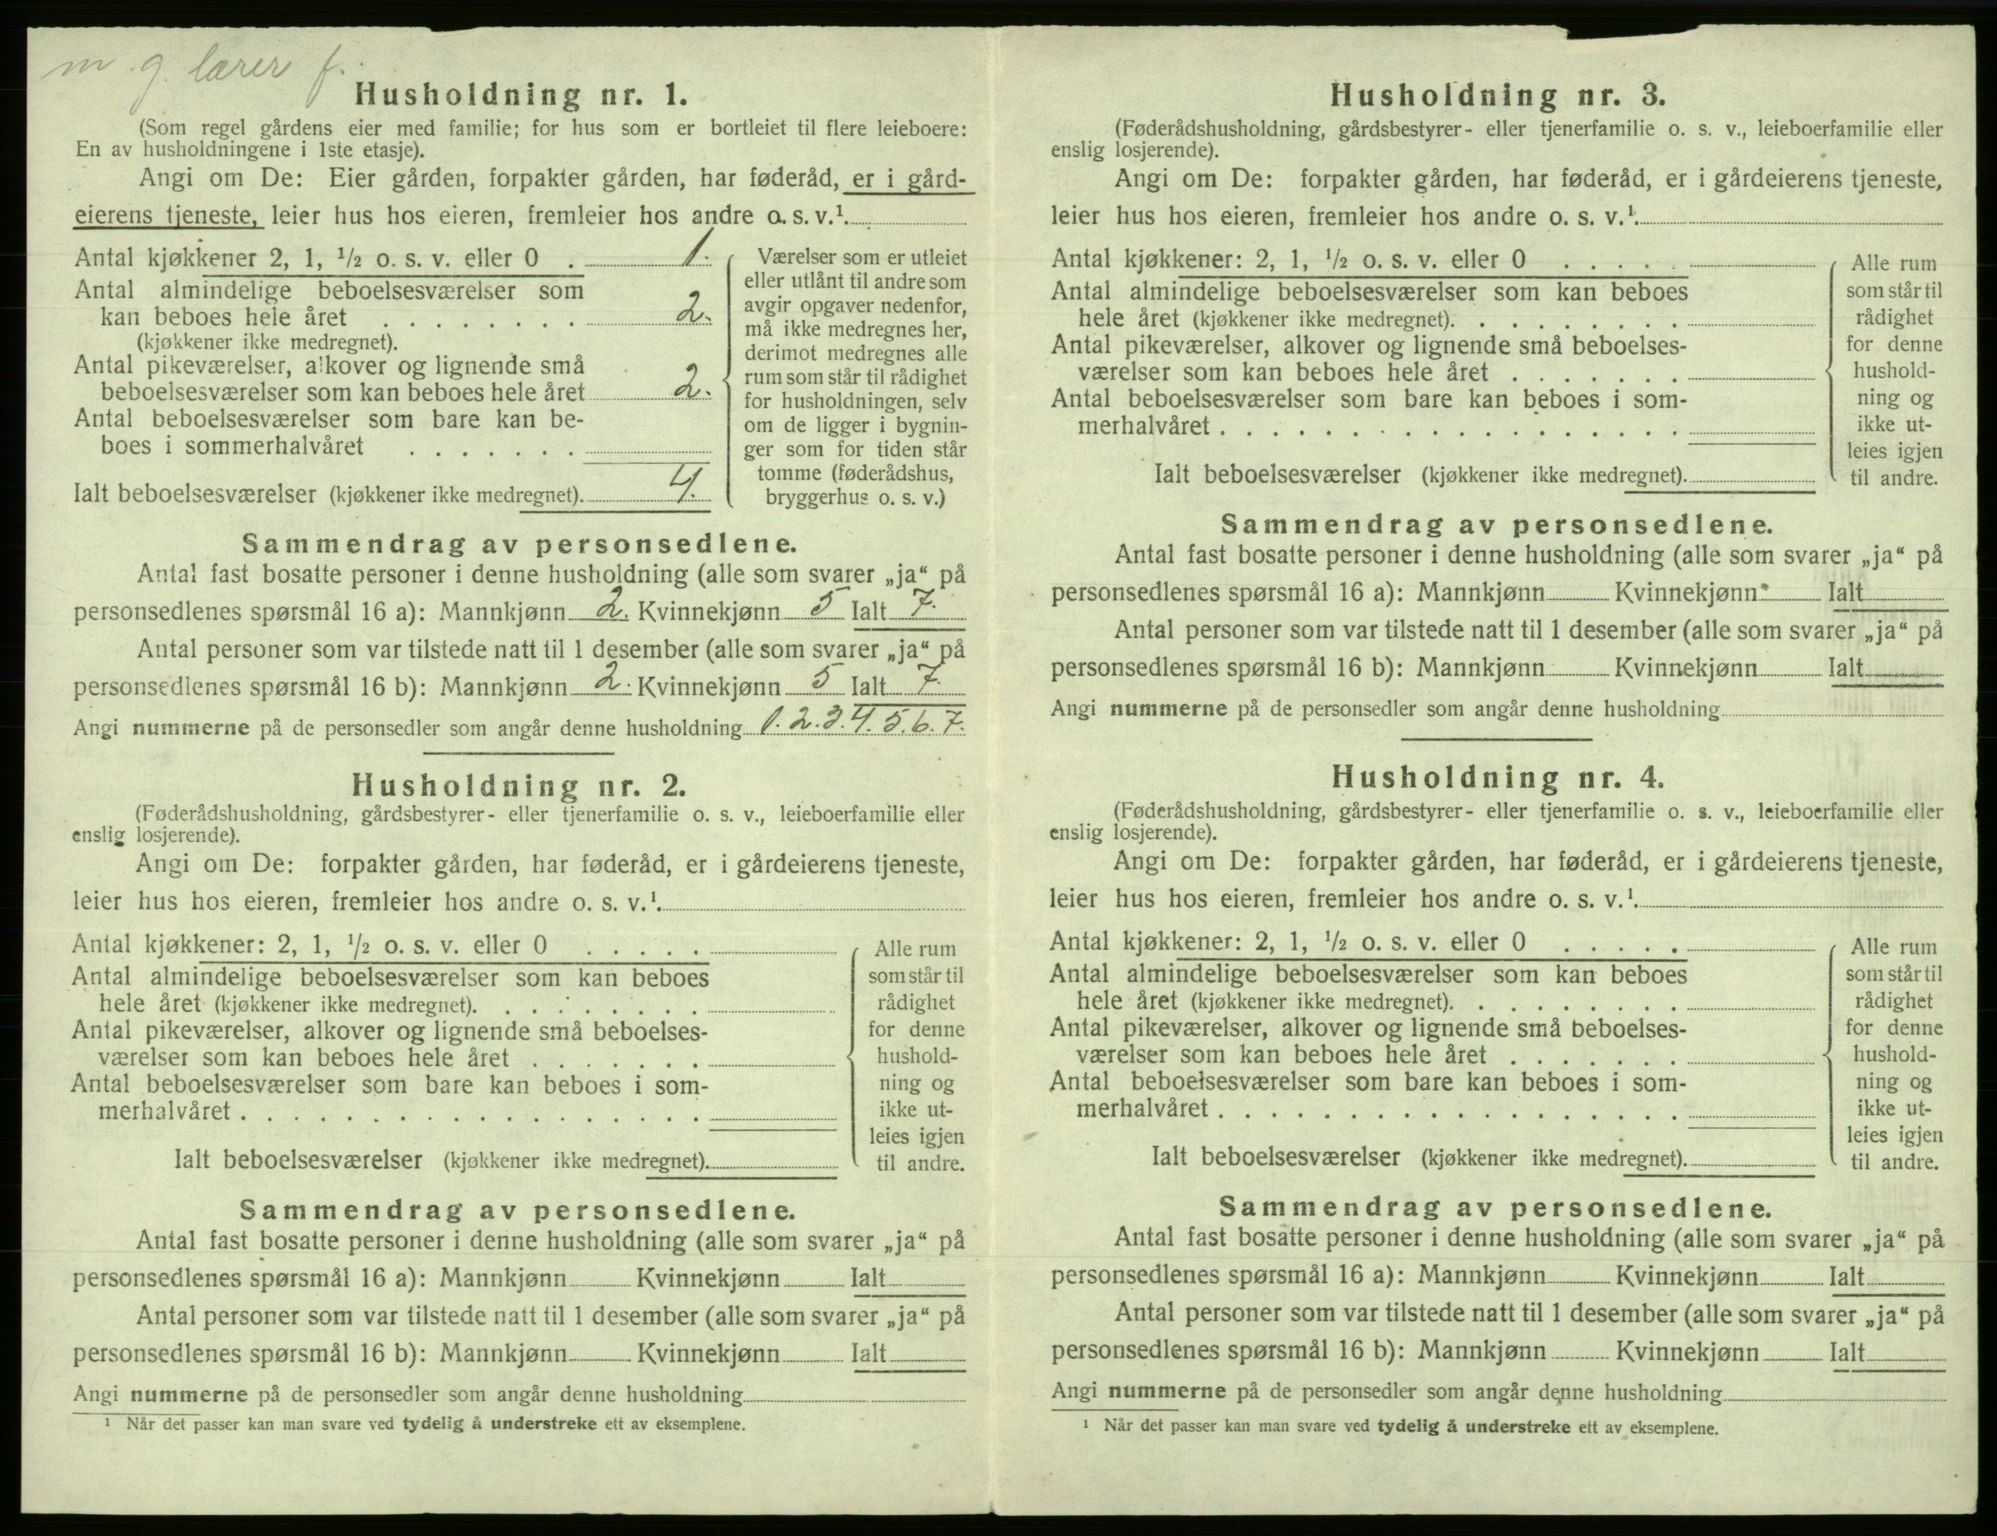 m. g. lærer f.
Husholdning nr. 1.
(Som regel gårdens eier med familie; for hus som er bortleiet til flere leieboere:
En av husholdningene i 1ste etasje).
Angi om De: Eier gården, forpakter gården, har føderåd, er i gård-
eierens tjeneste, leier hus hos eieren, fremleier hos andre o. s. v.¹
Antal kjøkkener 2, 1, ½ o. s. v. eller 0 . 1.
Antal almindelige beboelsesværelser som
kan beboes hele året . . . . . . . . 2.
(kjøkkener ikke medregnet).
Antal pikeværelser, alkover og lignende små
beboelsesværelser som kan beboes hele året 2.
Antal beboelsesværelser som bare kan be-
boes i sommerhalvåret . . . . . . .
Ialt beboelsesværelser (kjøkkener ikke medregnet). 4.
Værelser som er utleiet
eller utlånt til andre som
avgir opgaver nedenfor,
må ikke medregnes her,
derimot medregnes alle
rum som står til rådighet
for husholdningen, selv
om de ligger i bygnin-
ger som for tiden står
tomme (føderådshus,
bryggerhus o. s. v.)
Sammendrag av personsedlene.
Antal fast bosatte personer i denne husholdning (alle som svarer „ja“ på
personsedlenes spørsmål 16 a): Mannkjønn 2. Kvinnekjønn 5 Ialt 7.
Antal personer som var tilstede natt til 1 desember (alle som svarer „ja“ på
personsedlenes spørsmål 16 b): Mannkjønn 2. Kvinnekjønn 5 Ialt 7.
Angi nummerne på de personsedler som angår denne husholdning 1. 2. 3. 4. 5. 6. 7.
Husholdning nr. 2.
(Føderådshusholdning, gårdsbestyrer- eller tjenerfamilie o. s. v., leieboerfamilie eller
enslig losjerende).
Angi om De: forpakter gården, har føderåd, er i gårdeierens tjeneste,
leier hus hos eieren, fremleier hos andre o. s. v.¹.
Antal kjøkkener: 2, 1, ½ o. s. v. eller 0 . . . . .
Antal almindelige beboelsesværelser som kan beboes
hele året (kjøkkener ikke medregnet). . . . . . . . .
Antal pikeværelser, alkover og lignende små beboelses-
værelser som kan beboes hele året . . . . . . .
Antal beboelsesværelser som bare kan beboes i som-
merhalvåret . . . . . . . . . . . . . . . . . .
Ialt beboelsesværelser (kjøkkener ikke medregnet).
Alle rum
som står til
rådighet
for denne
hushold-
ning og
ikke ut-
leies igjen
til andre.
Sammendrag av personsedlene.
Antal fast bosatte personer i denne husholdning (alle som svarer „ja“ på
personsedlenes spørsmål 16 a): Mannkjønn Kvinnekjønn Ialt
Antal personer som var tilstede natt til 1 desember (alle som svarer „ja“ på
personsedlenes spørsmål 16 b): Mannkjønn Kvinnekjønn Ialt
Angi nummerne på de personsedler som angår denne husholdning
¹ Når det passer kan man svare ved tydelig å understreke ett av eksemplene.
Husholdning nr. 3.
(Føderådshusholdning, gårdsbestyrer- eller tjenerfamilie o. s. v., leieboerfamilie eller
enslig losjerende).
Angi om De: forpakter gården, har føderåd, er i gårdeierens tjeneste,
leier hus hos eieren, fremleier hos andre o. s. v.¹.
Antal kjøkkener: 2, 1, ½ o. s. v. eller 0 . . . . .
Antal almindelige beboelsesværelser som kan beboes
hele året (kjøkkener ikke medregnet). . . . . . . . .
Antal pikeværelser, alkover og lignende små beboelses-
værelser som kan beboes hele året . . . . . . .
Antal beboelsesværelser som bare kan beboes i som-
merhalvåret . . . . . . . . . . . . . . . . . .
Ialt beboelsesværelser (kjøkkener ikke medregnet).
Alle rum
som står til
rådighet
for denne
hushold-
ning og
ikke ut-
leies igjen
til andre.
Sammendrag av personsedlene.
Antal fast bosatte personer i denne husholdning (alle som svarer „ja“ på
personsedlenes spørsmål 16 a): Mannkjønn Kvinnekjønn Ialt
Antal personer som var tilstede natt til 1 desember (alle som svarer „ja“ på
personsedlenes spørsmål 16 b): Mannkjønn Kvinnekjønn Ialt
Angi nummerne på de personsedler som angår denne husholdning
Husholdning nr. 4.
(Føderådshusholdning, gårdsbestyrer- eller tjenerfamilie o. s. v., leieboerfamilie eller
enslig losjerende).
Angi om De: forpakter gården, har føderåd, er i gårdeierens tjeneste,
leier hus hos eieren, fremleier hos andre o. s. v.¹.
Antal kjøkkener: 2, 1, ½ o. s. v. eller 0 . . . . .
Antal almindelige beboelsesværelser som kan beboes
hele året (kjøkkener ikke medregnet). . . . . . . . .
Antal pikeværelser, alkover og lignende små beboelses-
værelser som kan beboes hele året . . . . . . .
Antal beboelsesværelser som bare kan beboes i som-
merhalvåret . . . . . . . . . . . . . . . . . .
Ialt beboelsesværelser (kjøkkener ikke medregnet).
Alle rum
som står til
rådighet
for denne
hushold-
ning og
ikke ut-
leies igjen
til andre.
Sammendrag av personsedlene.
Antal fast bosatte personer i denne husholdning (alle som svarer „ja“ på
personsedlenes spørsmål 16 a): Mannkjønn Kvinnekjønn Ialt
Antal personer som var tilstede natt til 1 desember (alle som svarer „ja“ på
personsedlenes spørsmål 16 b): Mannkjønn Kvinnekjønn Ialt
Angi nummerne på de personsedler som angår denne husholdning
¹ Når det passer kan man svare ved tydelig å understreke ett av eksemplene.